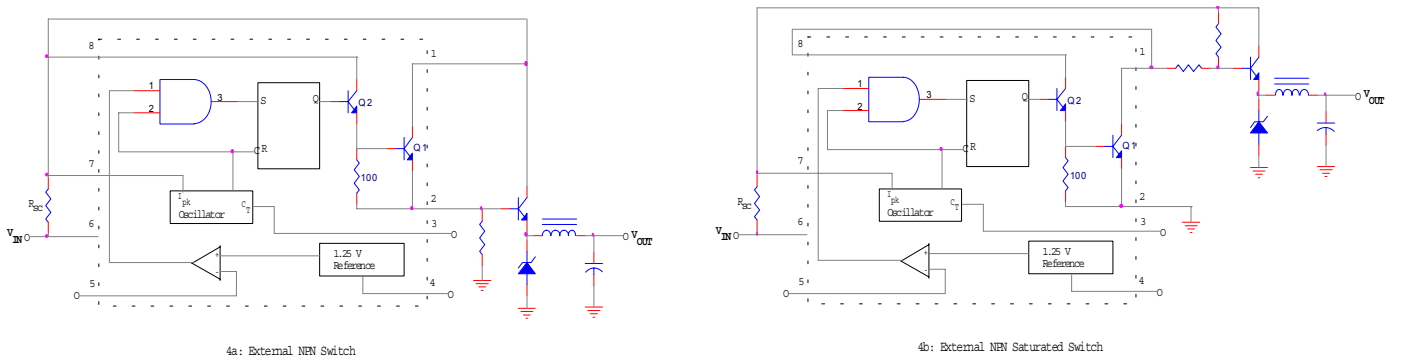 8
1
1
2
3
S
Q
R
C
Q2
Q1
100
7
2
I pk
Oscillator
C T
R SC
6
3
V IN
V OUT
+
-
1.25 V
Reference
5
4
4a: External NPN Switch
8
1
1
2
3
S
Q
R
C
Q2
Q1
100
7
2
I pk
Oscillator
C T
R SC
6
3
V IN
V OUT
+
-
1.25 V
Reference
5
4
4b: External NPN Saturated Switch